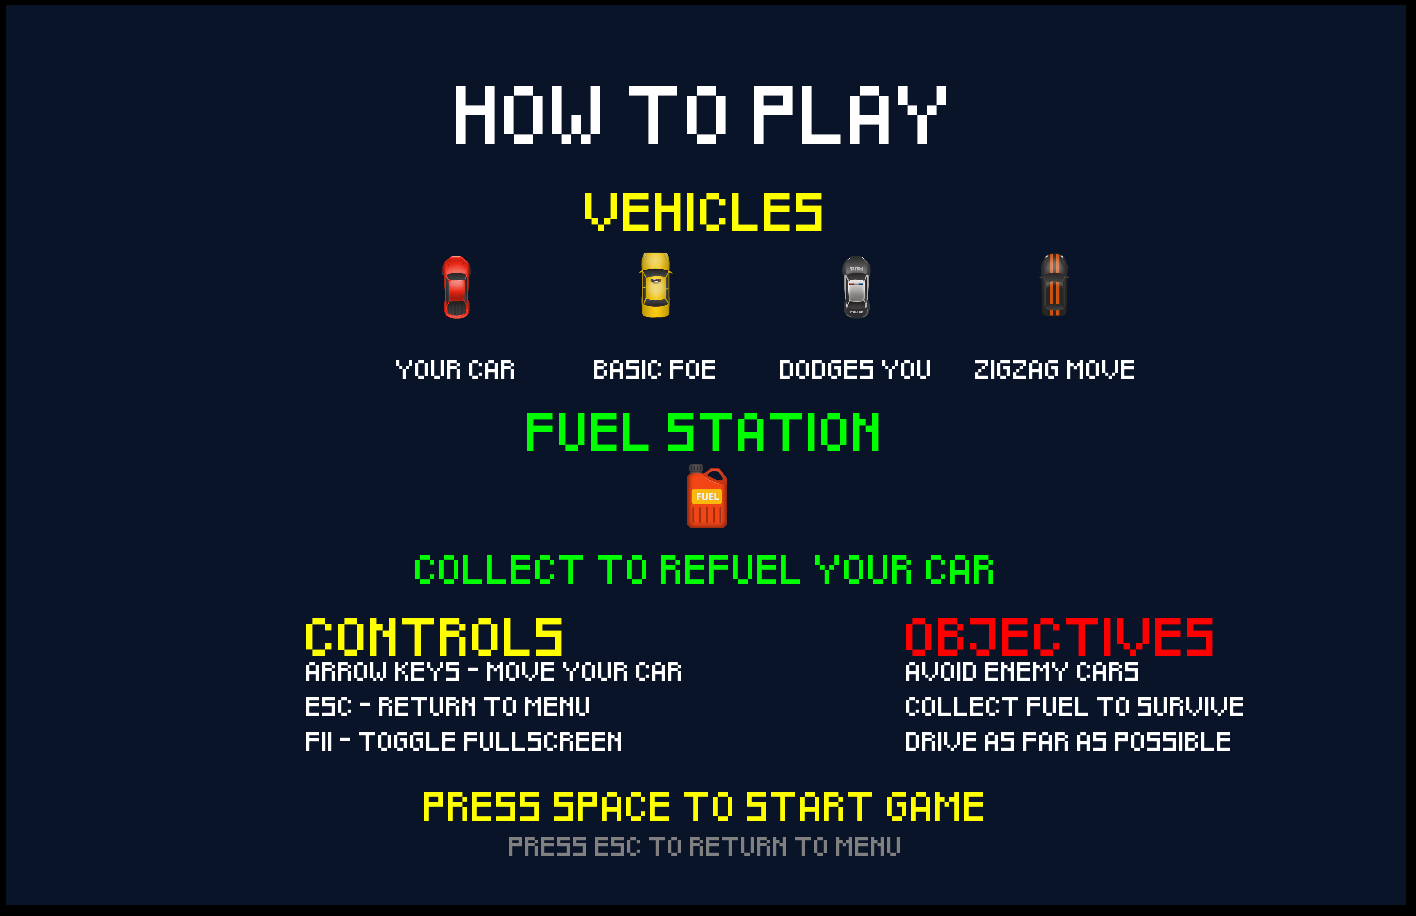 HOW TO PLAY
VEHICLES
YOUR CAR
BASIC FOE
DODGES YOU
ZIGZAG MOVE
FUEL STATION
FUEL
COLLECT TO REFUEL YOUR CAR
CONTROLS
ARROW KEYS - MOVE YOUR CAR
ESC - RETURN TO MENU
F11 - TOGGLE FULLSCREEN
OBJECTIVES
AVOID ENEMY CARS
COLLECT FUEL TO SURVIVE
DRIVE AS FAR AS POSSIBLE
PRESS SPACE TO START GAME
PRESS ESC TO RETURN TO MENU